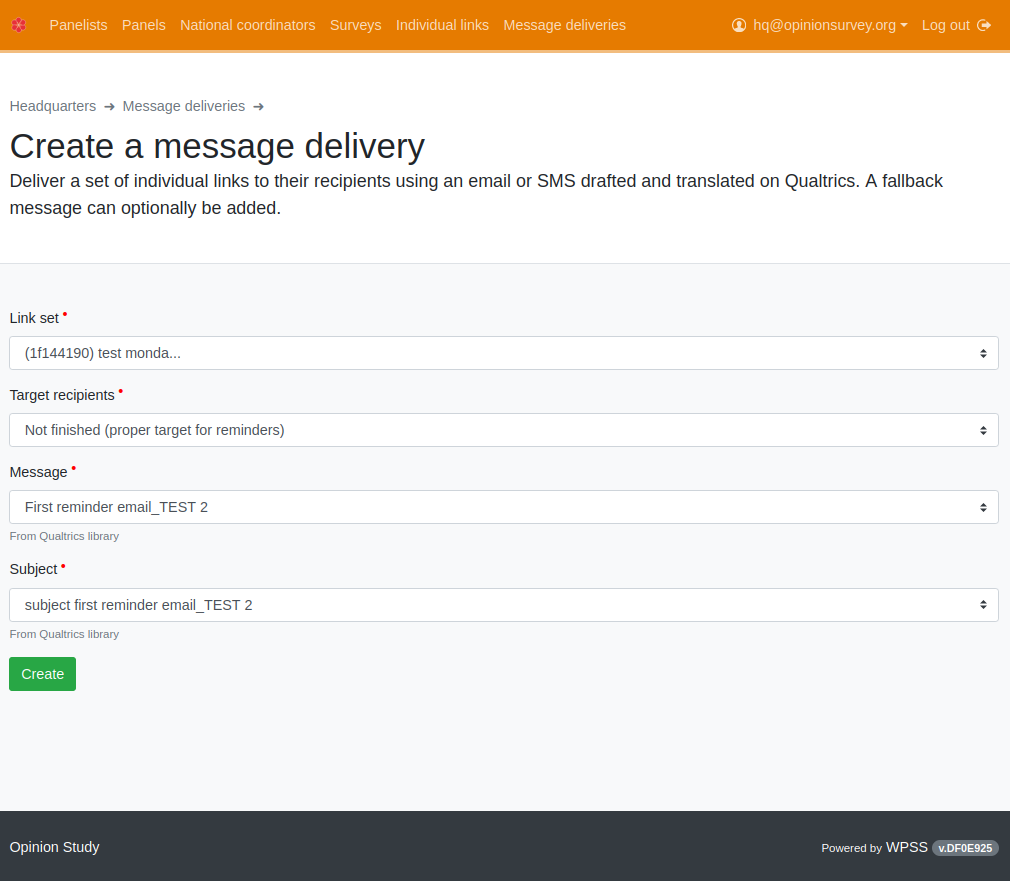 Panelists Panels National coordinators Surveys Individual links Message deliveries hq@opinionsurvey.org Log out
Headquarters ➜ Message deliveries ➜
Create a message delivery
Deliver a set of individual links to their recipients using an email or SMS drafted and translated on Qualtrics. A fallback
message can optionally be added.
Link set •
(1f144190) test monda...
Target recipients •
Not finished (proper target for reminders)
Message •
First reminder email_TEST 2
From Qualtrics library
Subject •
subject first reminder email_TEST 2
From Qualtrics library
Create
Opinion Study Powered by WPSS v.DF0E925